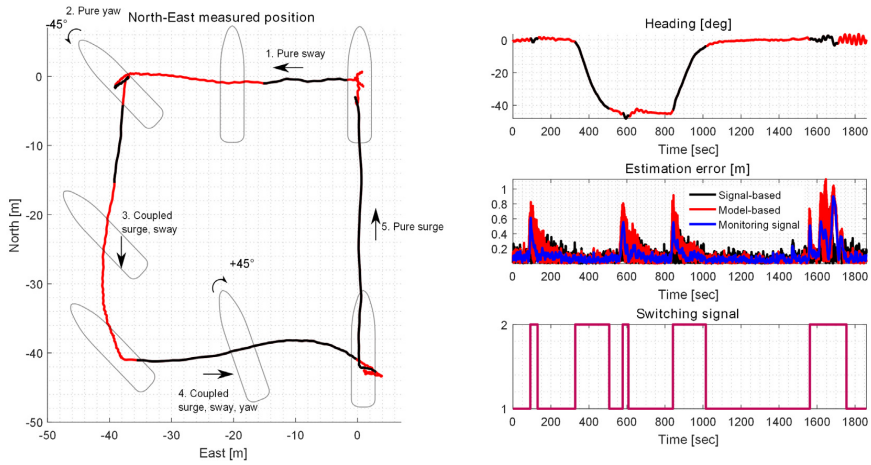 North-East measured position
2. Pure yaw
-45°
1. Pure sway
3. Coupled
surge, sway
5. Pure surge
+45°
4. Coupled
surge, sway, yaw
North [m]
0
-10
-20
-30
-40
-50
-50 -40 -30 -20 -10 0
East [m]
Heading [deg]
0
-20
-40
0 200 400 600 800 1000 1200 1400 1600 1800
Time [sec]
Estimation error [m]
1
0.8
0.6
0.4
0.2
Signal-based
Model-based
Monitoring signal
0 200 400 600 800 1000 1200 1400 1600 1800
Time [sec]
Switching signal
2
1
0 200 400 600 800 1000 1200 1400 1600 1800
Time [sec]